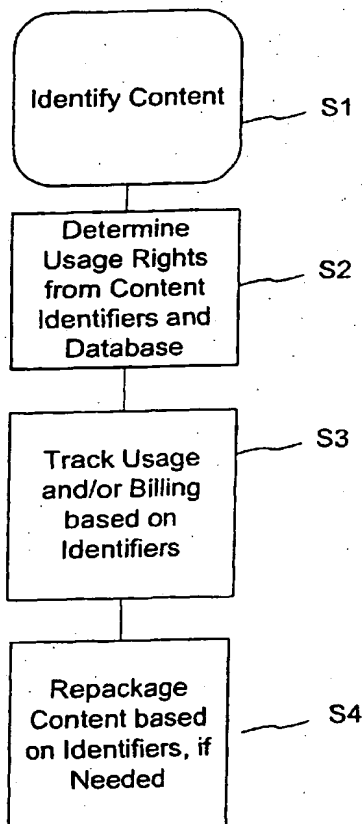 Identify Content
S1
Determine
Usage Rights
from Content
Identifiers and
Database
S2
Track Usage
and/or Billing
based on
Identifiers
S3
Repackage
Content based
on Identifiers, if
Needed
S4